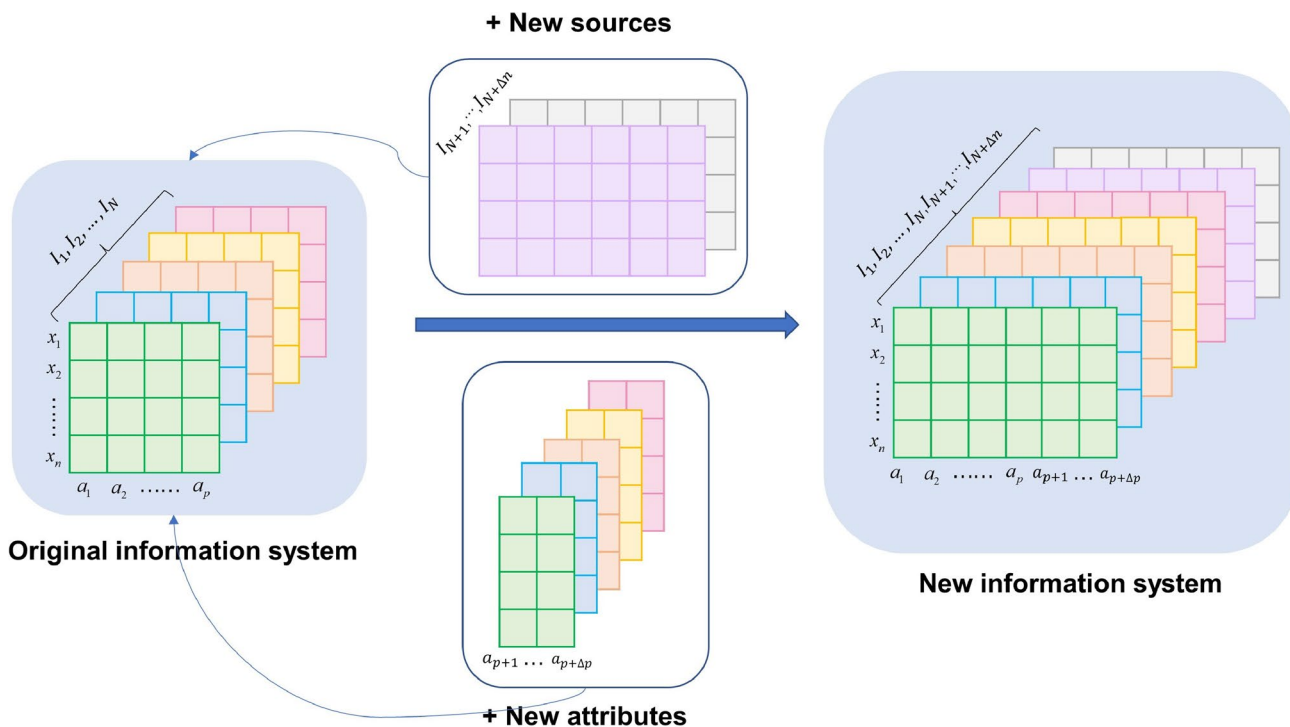 + New sources
I_{N+1}, ⋯, I_{N+Δn}
I_1, I_2, …, I_N
x_1
x_2
⋮
x_n
a_1 a_2 …… a_p
Original information system
a_{p+1} … a_{p+Δp}
+ New attributes
I_1, I_2, …, I_N, I_{N+1}, ⋯, I_{N+Δn}
x_1
x_2
⋮
x_n
a_1 a_2 …… a_p a_{p+1} … a_{p+Δp}
New information system